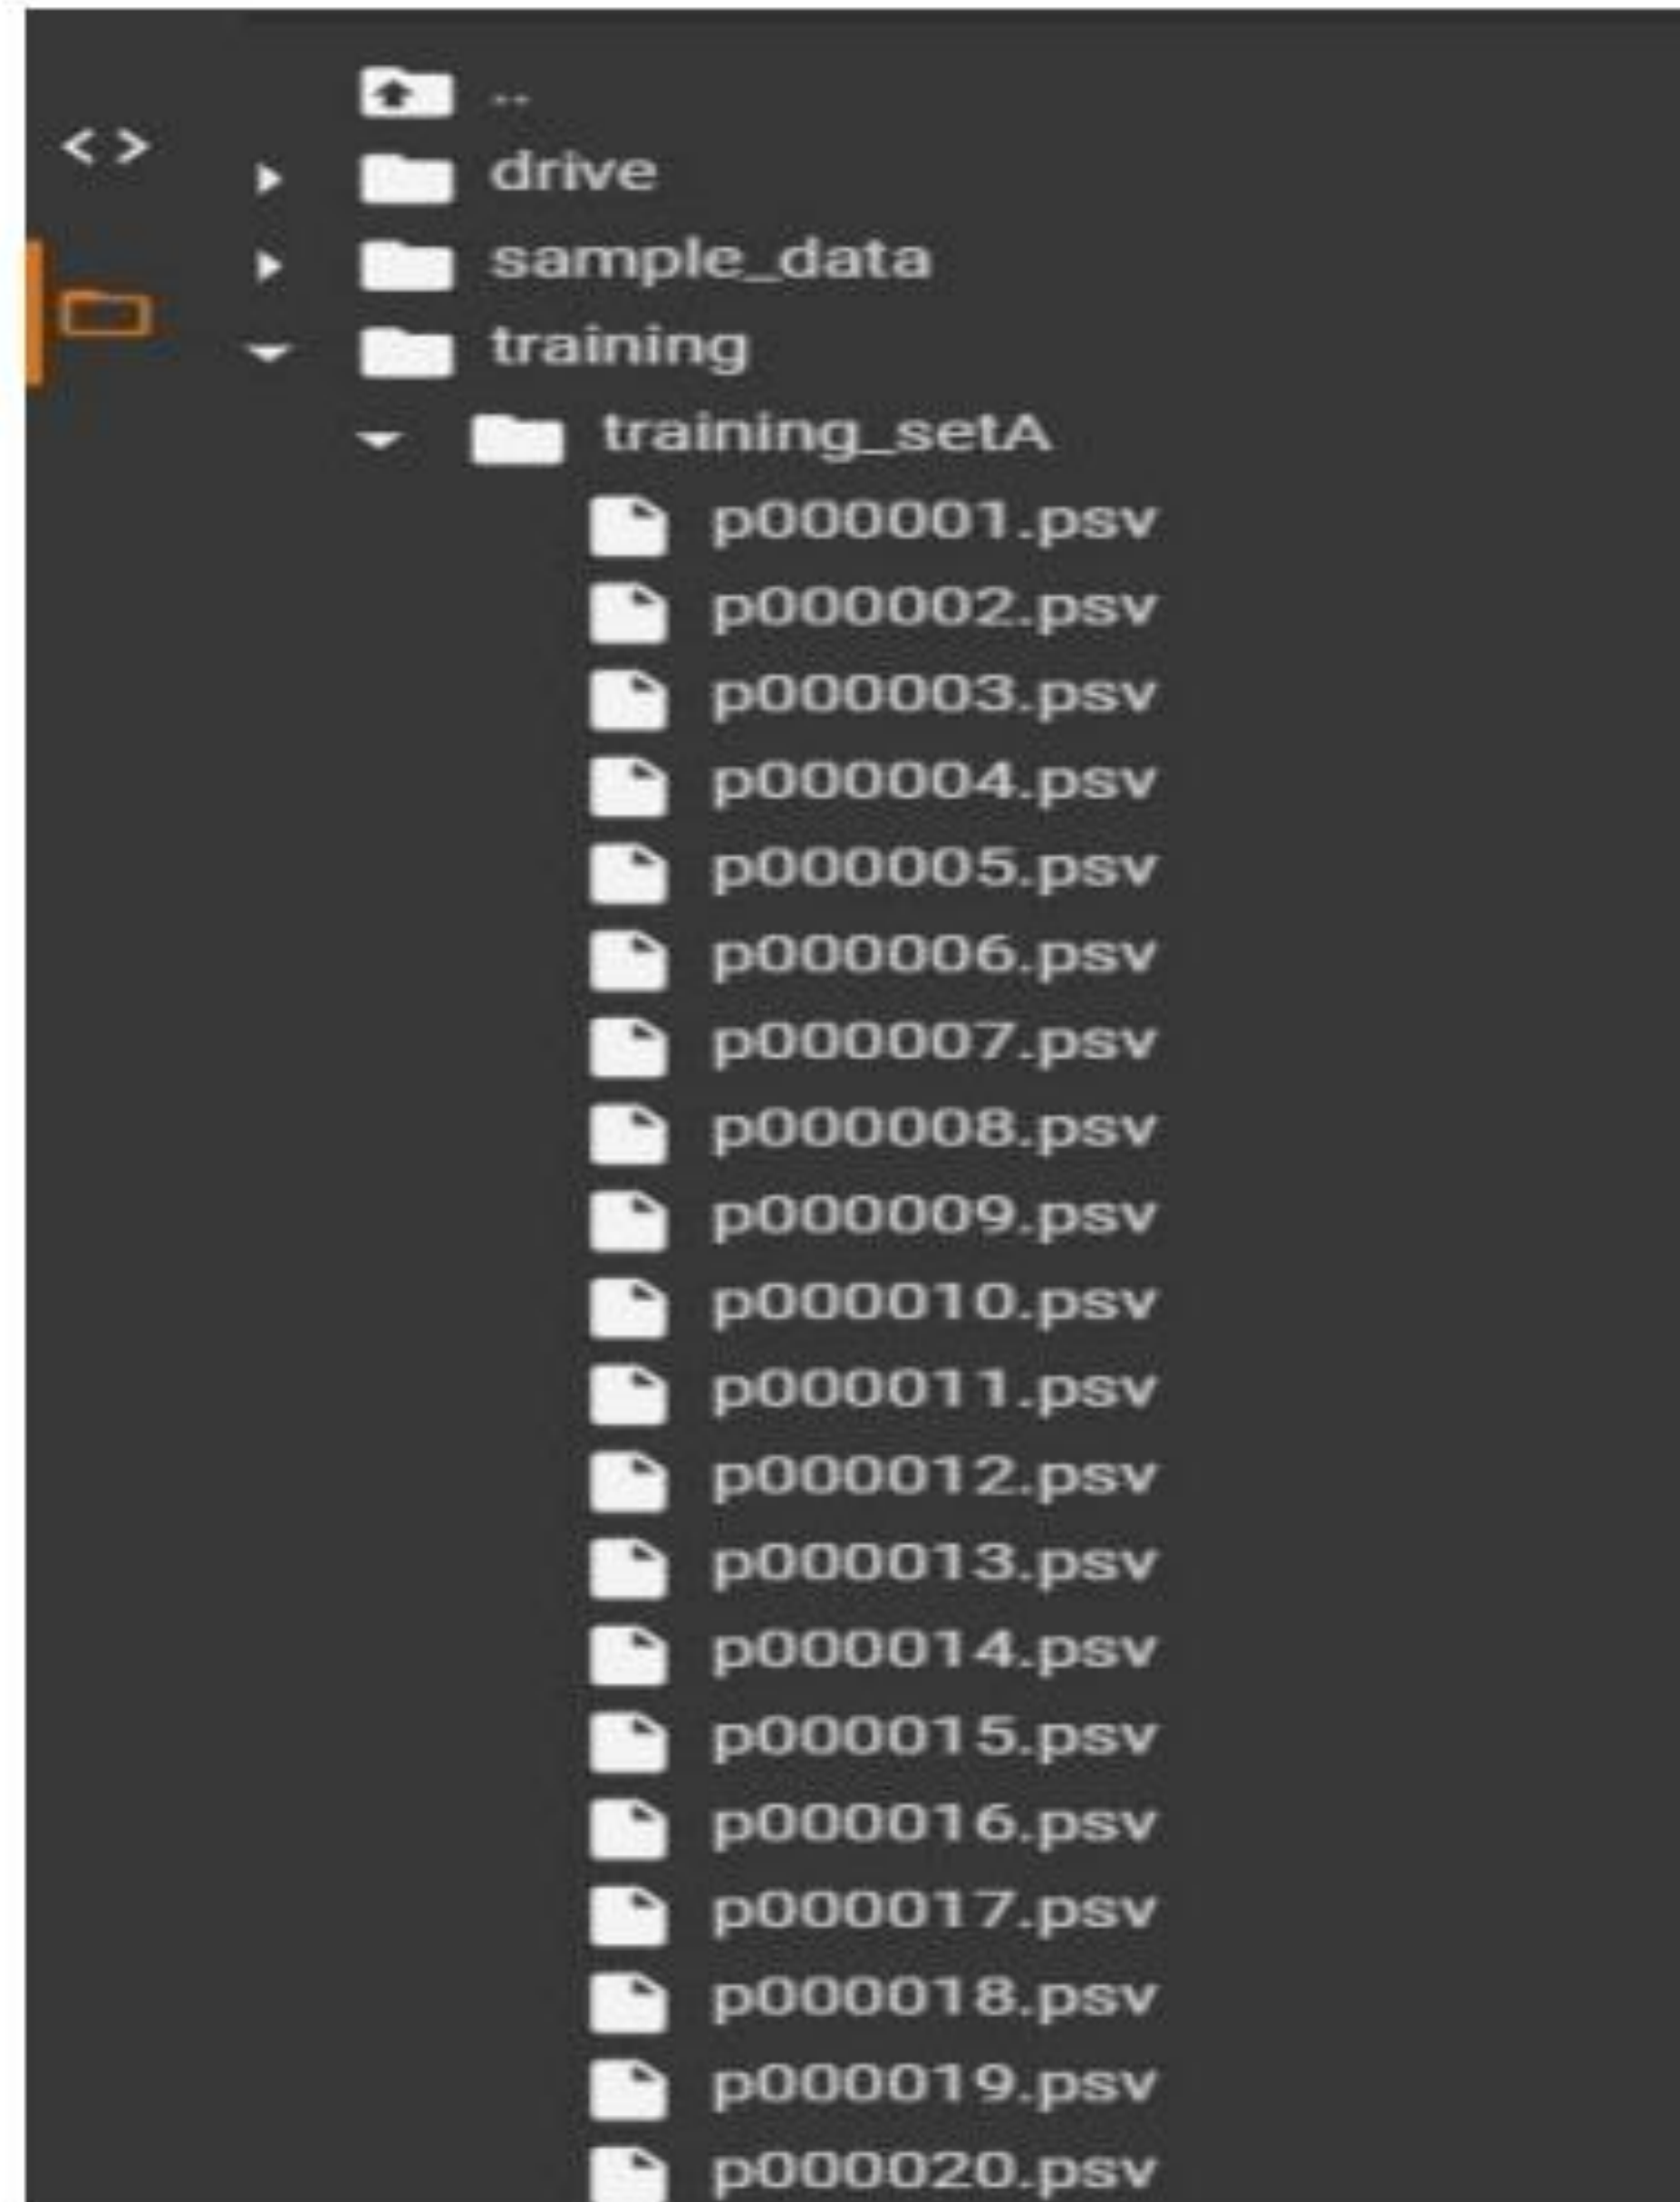 ..
drive
sample_data
training
training_setA
p000001.psv
p000002.psv
p000003.psv
p000004.psv
p000005.psv
p000006.psv
p000007.psv
p000008.psv
p000009.psv
p000010.psv
p000011.psv
p000012.psv
p000013.psv
p000014.psv
p000015.psv
p000016.psv
p000017.psv
p000018.psv
p000019.psv
p000020.psv